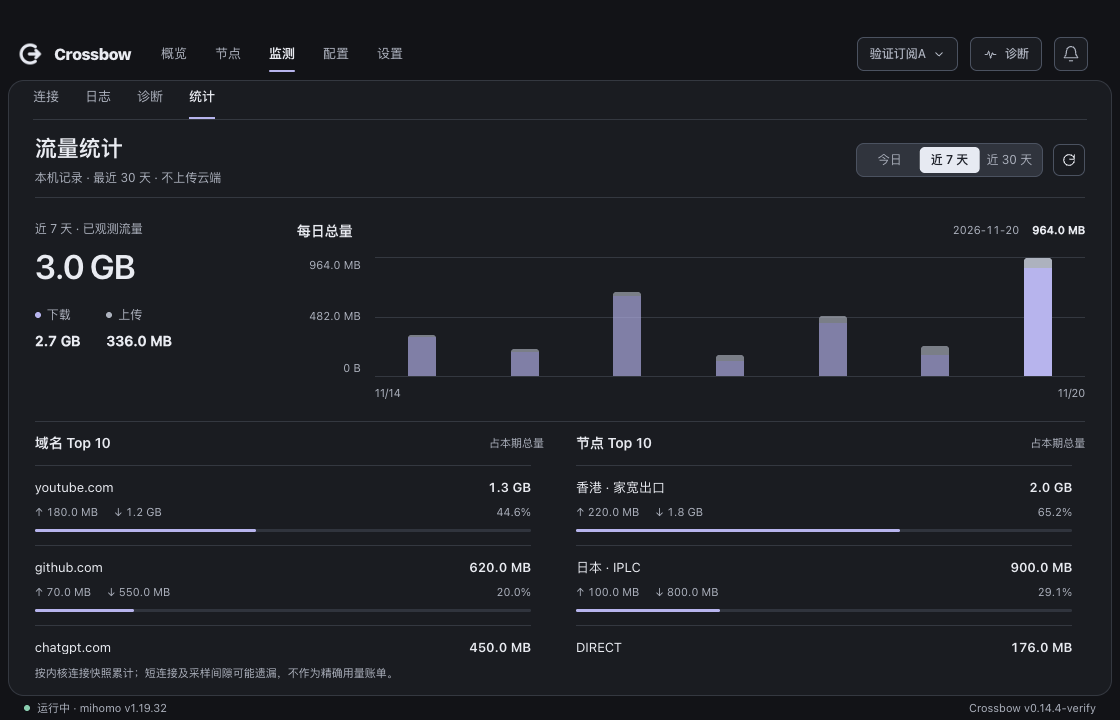 Crossbow 概览 节点 监测 配置 设置 验证订阅A 诊断
连接 日志 诊断 统计
流量统计
本机记录 · 最近 30 天 · 不上传云端
今日 近 7 天 近 30 天
近 7 天 · 已观测流量
3.0 GB
下载 上传
2.7 GB 336.0 MB
每日总量 2026-11-20 964.0 MB
964.0 MB
482.0 MB
0 B
11/14 11/20
域名 Top 10 占本期总量
youtube.com 1.3 GB
↑ 180.0 MB ↓ 1.2 GB 44.6%
github.com 620.0 MB
↑ 70.0 MB ↓ 550.0 MB 20.0%
chatgpt.com 450.0 MB
节点 Top 10 占本期总量
香港 · 家宽出口 2.0 GB
↑ 220.0 MB ↓ 1.8 GB 65.2%
日本 · IPLC 900.0 MB
↑ 100.0 MB ↓ 800.0 MB 29.1%
DIRECT 176.0 MB
按内核连接快照累计；短连接及采样间隙可能遗漏，不作为精确用量账单。
运行中 · mihomo v1.19.32 Crossbow v0.14.4-verify